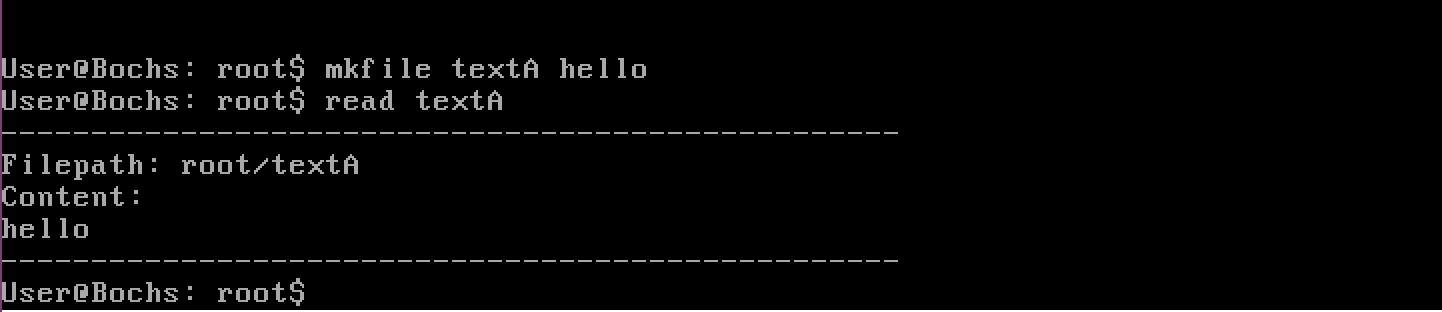 User@Bochs: root$ mkfile textA hello
User@Bochs: root$ read textA
--------------------------------------------------
Filepath: root/textA
Content:
hello
--------------------------------------------------
User@Bochs: root$